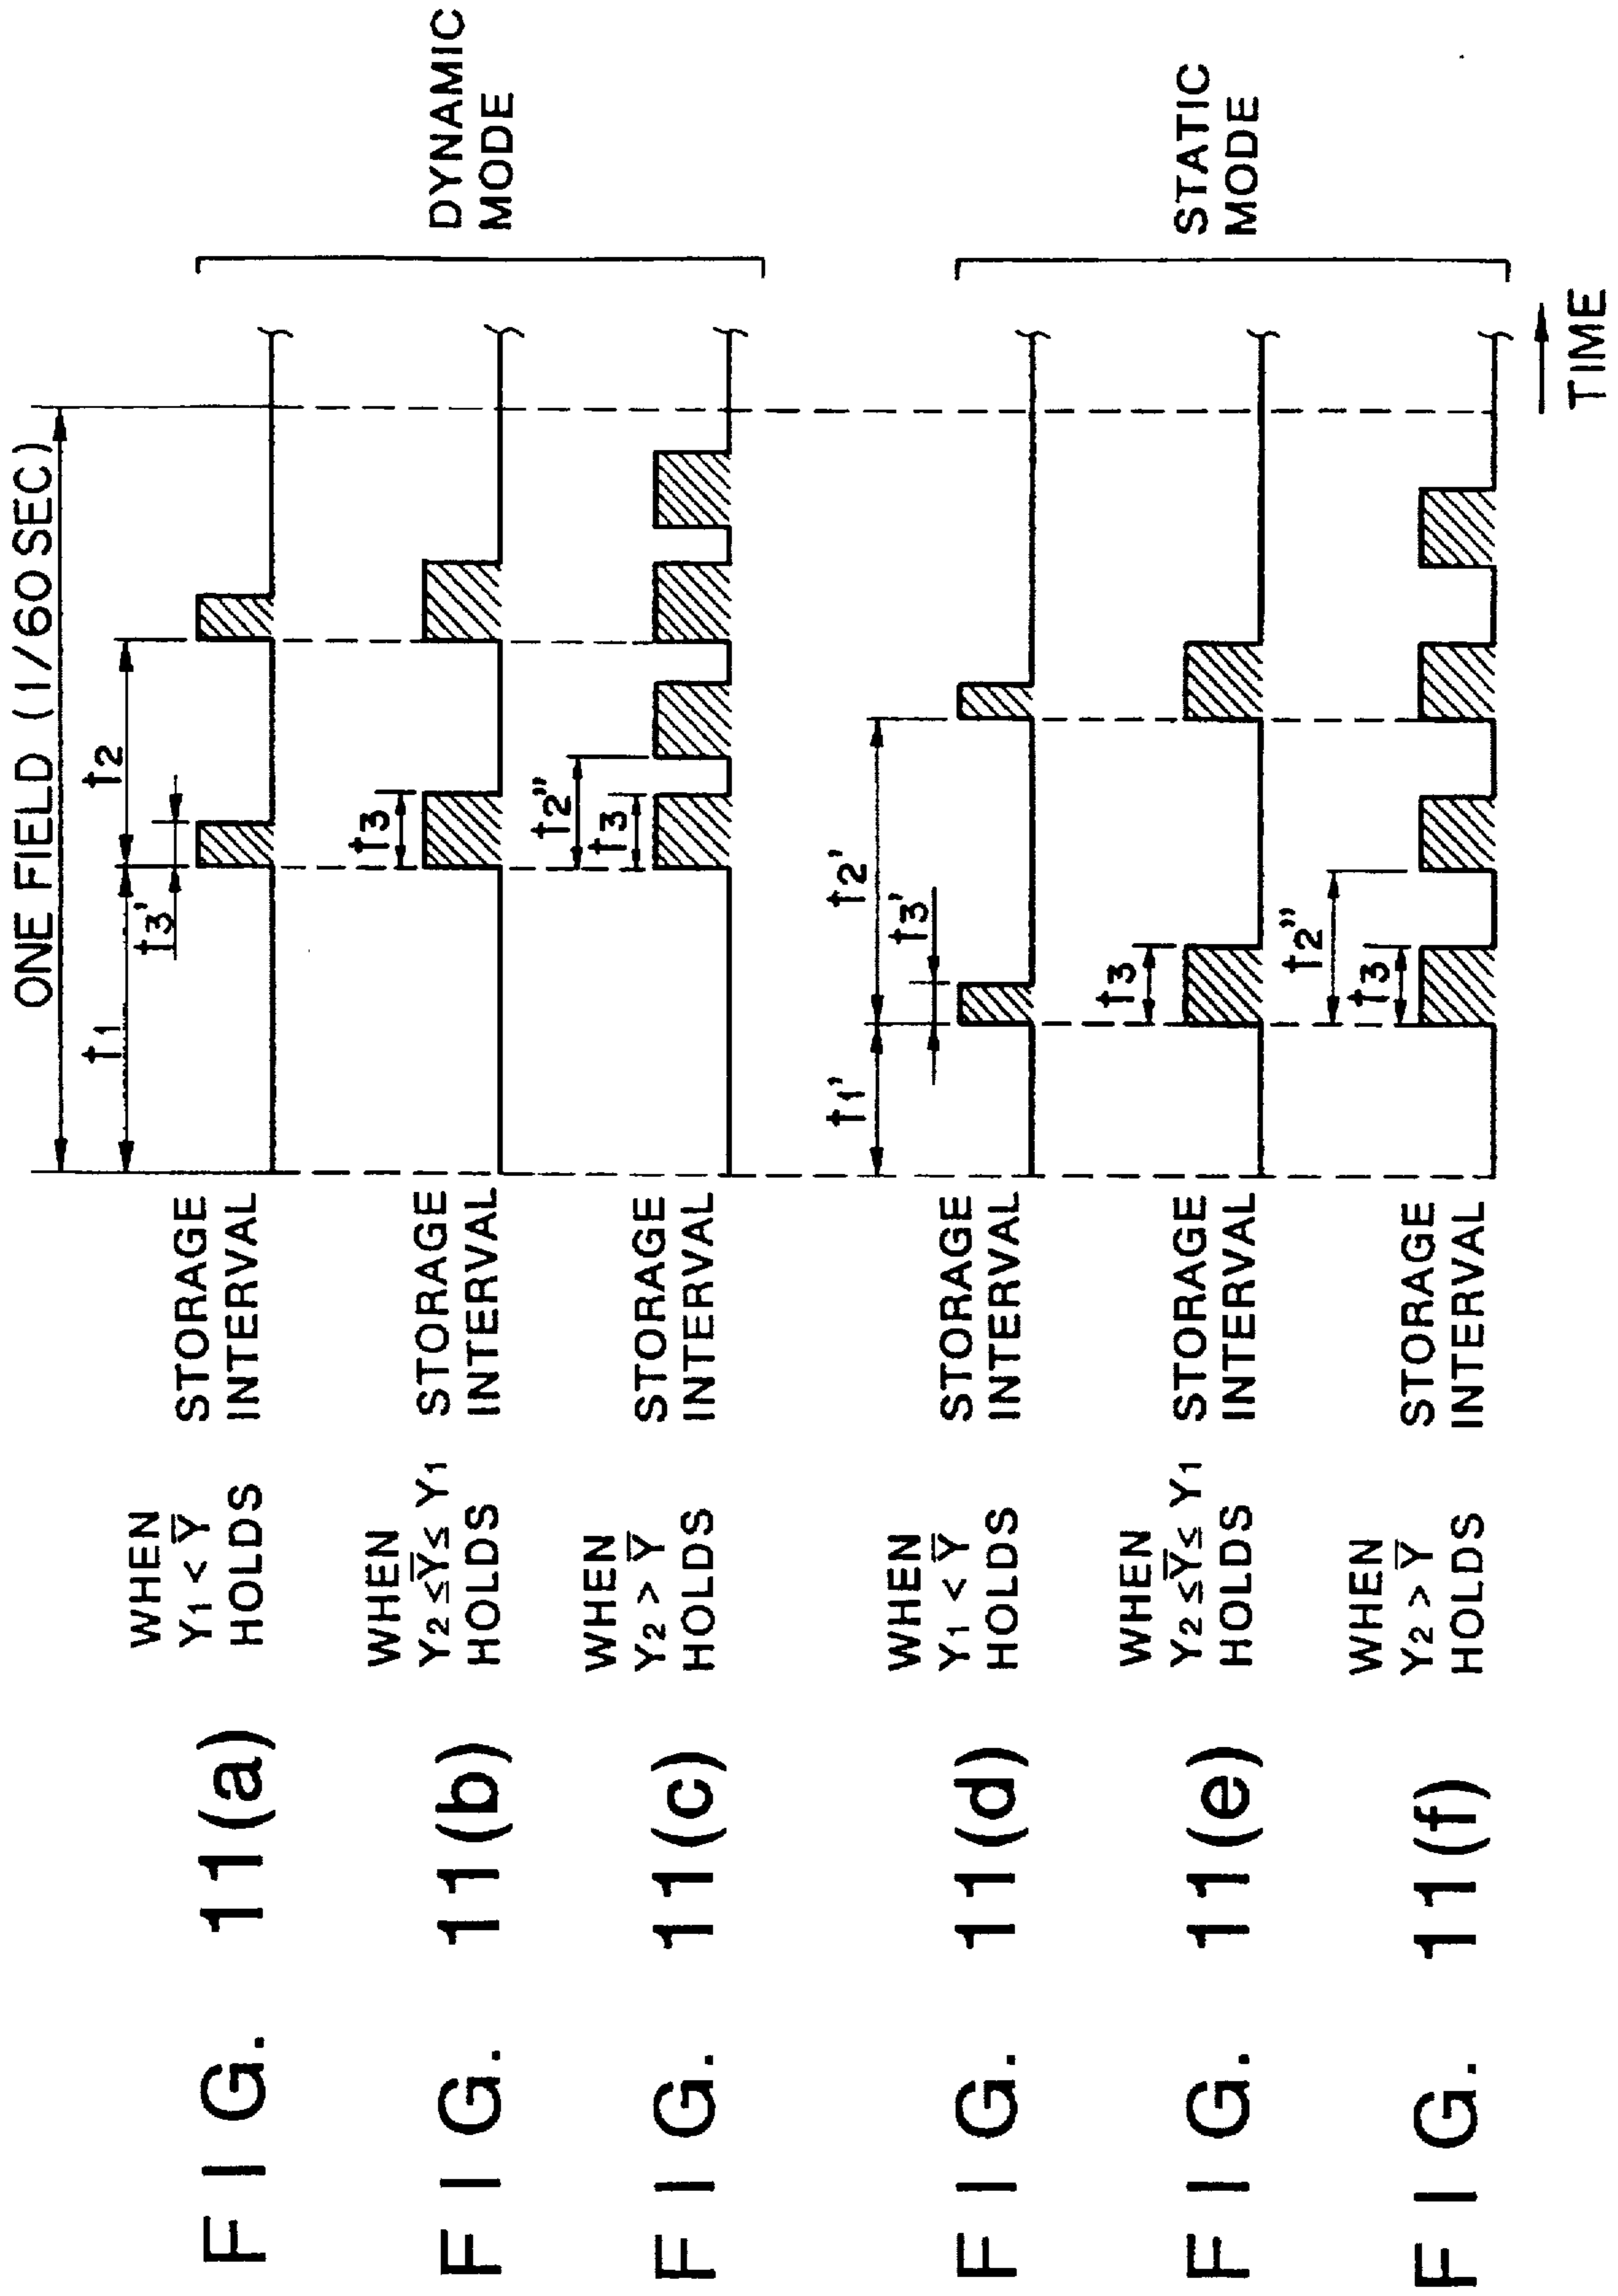 ONE FIELD (1/60 SEC)
FIG. 11(a)
WHEN
Y1 < Y̅
HOLDS
STORAGE
INTERVAL
t1
t2
t3'
FIG. 11(b)
WHEN
Y2 ≤ Y̅ ≤ Y1
HOLDS
STORAGE
INTERVAL
t3
FIG. 11(c)
WHEN
Y2 > Y̅
HOLDS
STORAGE
INTERVAL
t2"
t3
DYNAMIC
MODE
FIG. 11(d)
WHEN
Y1 < Y̅
HOLDS
STORAGE
INTERVAL
t1'
t2'
t3'
FIG. 11(e)
WHEN
Y2 ≤ Y̅ ≤ Y1
HOLDS
STORAGE
INTERVAL
t3
FIG. 11(f)
WHEN
Y2 > Y̅
HOLDS
STORAGE
INTERVAL
t2"
t3
STATIC
MODE
TIME